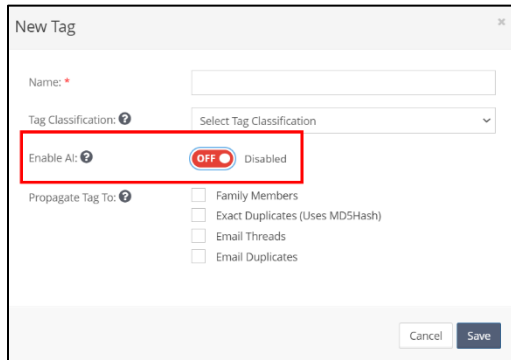 New Tag ×
Name: *
Tag Classification: ? Select Tag Classification
Enable AI: ? OFF Disabled
Propagate Tag To: ? Family Members
Exact Duplicates (Uses MD5Hash)
Email Threads
Email Duplicates
Cancel Save